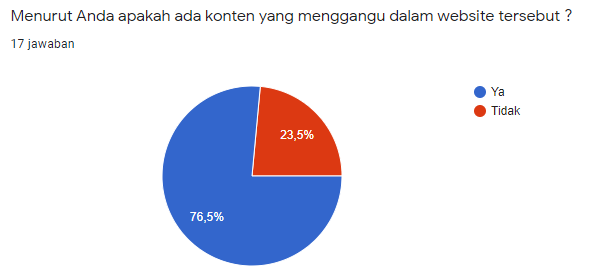 Menurut Anda apakah ada konten yang menggangu dalam website tersebut ?
17 jawaban
Ya
Tidak
23,5%
76,5%